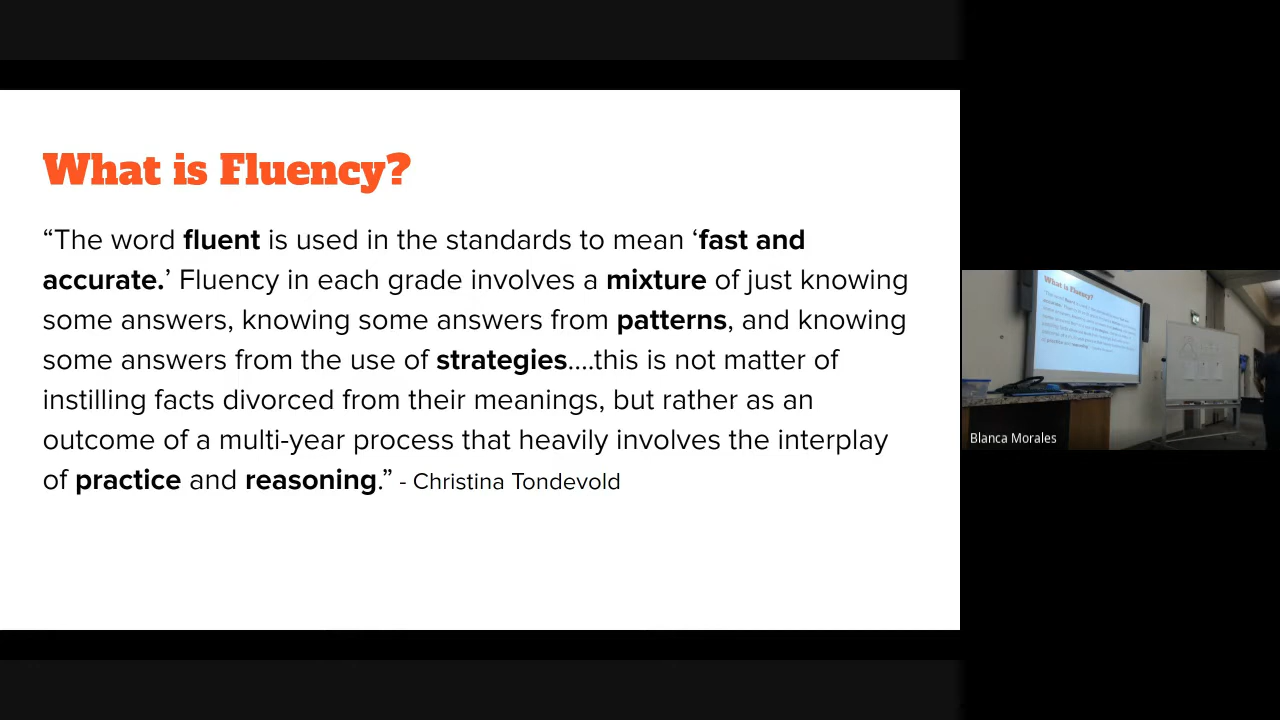 What is Fluency?
“The word fluent is used in the standards to mean ‘fast and
accurate.’ Fluency in each grade involves a mixture of just knowing
some answers, knowing some answers from patterns, and knowing
some answers from the use of strategies....this is not matter of
instilling facts divorced from their meanings, but rather as an
outcome of a multi-year process that heavily involves the interplay
of practice and reasoning.” - Christina Tondevold
What is Fluency?
Blanca Morales